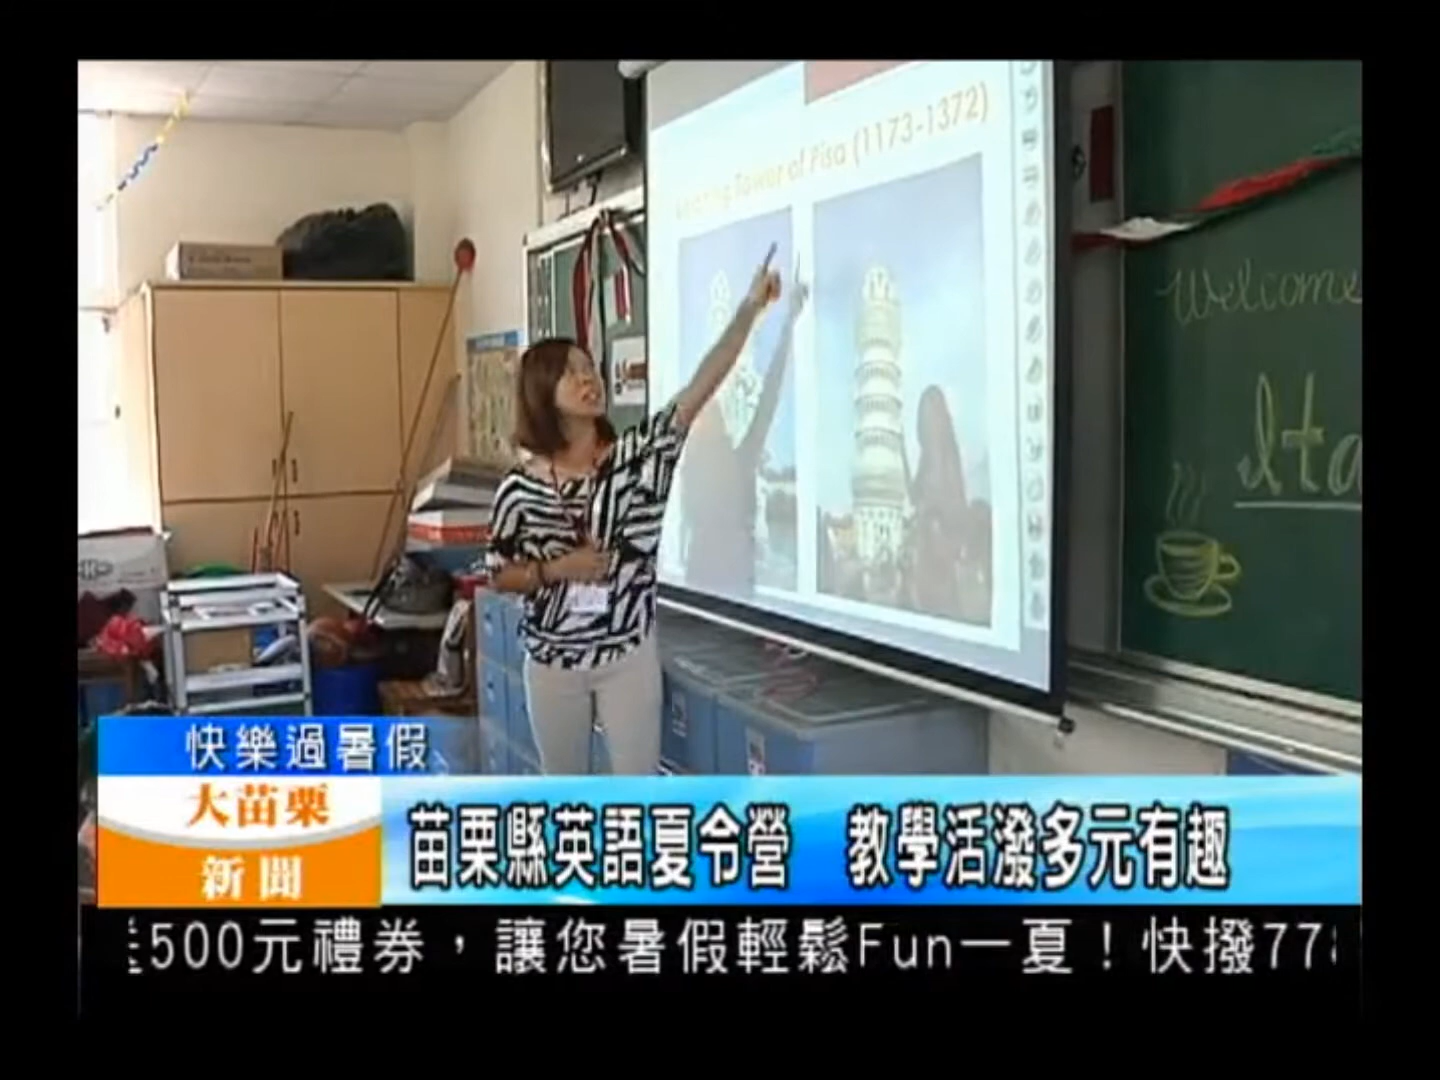 Leaning Tower of Pisa (1173-1372)
Welcome
Ita
快樂過暑假
大苗栗
新聞
苗栗縣英語夏令營 教學活潑多元有趣
500元禮券，讓您暑假輕鬆Fun一夏！快撥77